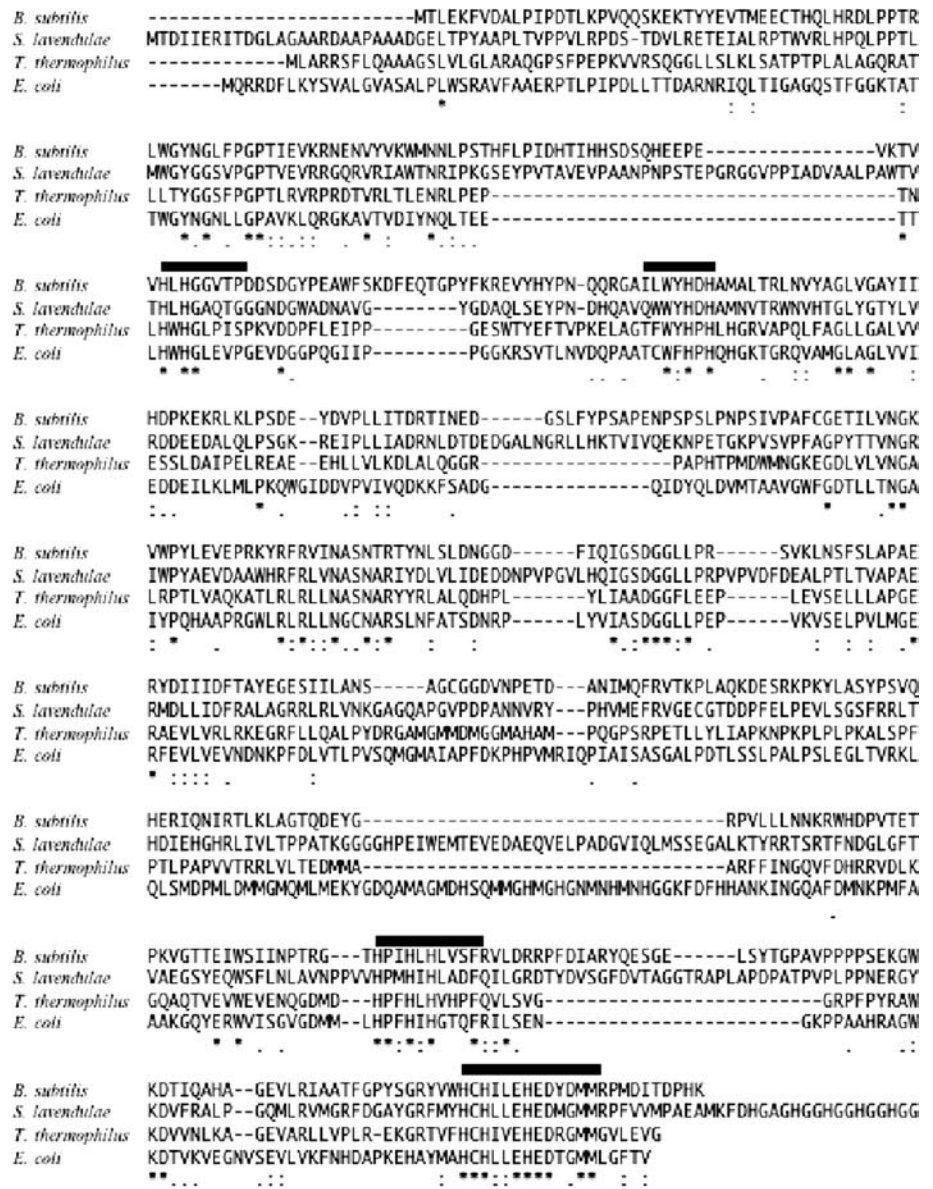 B. subtilis --------------------------MTLEKFVDALPIPDTLKPVQQSKEKTYYEVTMEECTHQLHRDLPPTR
S. lavendulae MTDIIERITDGLAGAARDAAPAAADGELTPYAAPLTVPPVLRPDS-TDVLRETEIALRPTWVRLHPQLPPTL
T. thermophilus -------------MLARRSFLQAAAGSLVLGLARAQGPSFPEPKVVRSQGGLLSLKLSATPTPLALAGQRAT
E. coli -------MQRRDFLKYSVALGVASALPLWSRAVFAAERPTLPIPDLLTTDARNRIQLTIGAGQSTFGGKTAT
* : : :
B. subtilis LWGYNGLFPGPTIEVKRNENVYVKWMNNLPSTHFLPIDHTIHHSDSQHEEPE----------------VKTV
S. lavendulae MWGYGGSVPGPTVEVRRGQRVRIAWTNRIPKGSEYPVTAVEVPAANPNPSTEPGRGGVPPIADVAALPAWTV
T. thermophilus LLTYGGSFPGPTLRVRPRDTVRLTLENRLPEP--------------------------------------TN
E. coli TWGYNGNLLGPAVKLQRGKAVTVDIYNQLTEE--------------------------------------TT
*.* . **::.:: . * : *.:.. *
B. subtilis VHLHGGVTPDDSDGYPEAWFSKDFEQTGPYFKREVYHYPN-QQRGAILWYHDHAMALTRLNVYAGLVGAYII
S. lavendulae THLHGAQTGGGNDGWADNAVG---------YGDAQLSEYPN-DHQAVQWWYHDHAMNVTRWNVHTGLYGTYLV
T. thermophilus LHWHGLPISPKVDDPFLEIPP---------GESWTYEFTVPKELAGTFWYHPHLHGRVAPQLFAGLLGALVV
E. coli LHWHGLEVPGEVDGGPQGIIP---------PGGKRSVTLNVDQPAATCWFHPHQHGKTGRQVAMGLAGLVVI
* ** *. .. . *:* * . :: ** * :
B. subtilis HDPKEKRLKLPSDE--YDVPLLITDRTINED------GSLFYPSAPENPSPSLPNPSIVPAFCGETILVNGK
S. lavendulae RDDEEDALQLPSGK--REIPLLIADRNLDTDEDGALNGRLLHKTVIVQEKNPETGKPVSVPFAGPYTTVNGR
T. thermophilus ESSLDAIPELREAE--EHLLVLKDLALQGGR-----------------PAPHTPMDWMNGKEGDLVLVNGA
E. coli EDDEILKLMLPKQWGIDDVPVIVQDKKFSADG--------------QIDYQLDVMTAAVGWFGDTLLTNGA
:.. * . .: :: . * .**
B. subtilis VWPYLEVEPRKYRFRVINASNTRTYNLSLDNGGD------FIQIGSDGGLLPR------SVKLNSFSLAPAE
S. lavendulae IWPYAEVDAAWHRFRLVNASNARIYDLVLIDEDDNPVPGVLHQIGSDGGLLPRPVPVDFDEALPTLTVAPAE
T. thermophilus LRPTLVAQKATLRLRLLNASNARYYRLALQDHPL------YLIAADGGFLEEP------LEVSELLLAPGE
E. coli IYPQHAAPRGWLRLRLLNGCNARSLNFATSDNRP------LYVIASDGGLLPEP------VKVSELPVLMGE
: * . *:*::*.*:* : : *.:***:* . : : : *
B. subtilis RYDIIIDFTAYEGESIILANS-----AGCGGDVNPETD---ANIMQFRVTKPLAQKDESRKPKYLASYPSVQ
S. lavendulae RMDLLIDFRALAGRRLRLVNKGAGQAPGVPDPANNVRY---PHVMEFRVGECGTDDPFELPEVLSGSFRRLT
T. thermophilus RAEVLVRLRKEGRFLLQALPYDRGAMGMMDMGGMAHAM---PQGPSRPETLLYLIAPKNPKPLPLPKALSPF
E. coli RFEVLVEVNDNKPFDLVTLPVSQMGMAIAPFDKPHPVMRIQPIAISASGALPDTLSSLPALPSLEGLTVRKL
* :::: . : . .
B. subtilis HERIQNIRTLKLAGTQDEYG-----------------------------------RPVLLLNNKRWHDPVTET
S. lavendulae HDIEHGHRLIVLTPPATKGGGGHPEIWEMTEVEDAEQVELPADGVIQLMSSEGALKTYRRTSRTFNDGLGFT
T. thermophilus PTLPAPVVTRRLVLTEDMMA-----------------------------------ARFFINGQVFDHRRVDLK
E. coli QLSMDPMLDMMGMQMLMEKYGDQAMAGMDHSQMMGHMGHGNMNHMNHGGKFDFHHANKINGQAFDMNKPMFA
.
B. subtilis PKVGTTEIWSIINPTRG---THPIHLHLVSFRVLDRRPFDIARYQESGE----LSYTGPAVPPPPSEKGW
S. lavendulae VAEGSYEQWSFLNLAVNPPVVHPMHIHLADFQILGRDTYDVSGFDVTAGGTRAPLAPDPATPVPLPPNERGY
T. thermophilus GQAQTVEVWEVENQGDMD---HPFHLHVHPFQVLSVG---------------------------GRPFPYRAW
E. coli AAKGQYERWVISGVGDMM---LHPFHIHGTQFRILSEN-------------------------GKPPAAHRAGW
* * . . **:*:* *::*. . .:
B. subtilis KDTIQAHA--GEVLRIAATFGPYSGRYVWHCHILEHEDYDMMRPMDITDPHK
S. lavendulae KDVFRALP--GQMLRVMGRFDGAYGRFMYHCHLLEHEDMGMMRPFVVMPAEAMKFDHGAGHGGHGGHGGHGG
T. thermophilus KDVVNLKA--GEVARLLVPLR-EKGRTVFHCHIVEHEDRGMMGVLEVG
E. coli KDTVKVEGNVSEVLVKFNHDAPKEHAYMAHCHLLEHEDTGMMLGFTV
**... .:: : ***::**** .** : :